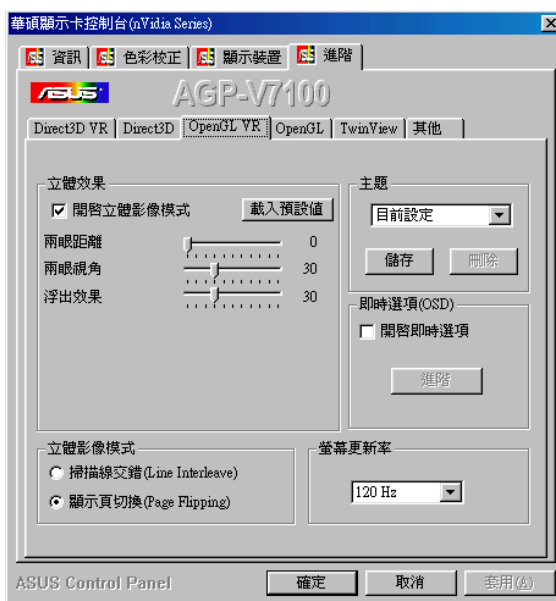 華碩顯示卡控制台(nVidia Series)
資訊 色彩校正 顯示裝置 進階
ASUS AGP-V7100
Direct3D VR Direct3D OpenGL VR OpenGL TwinView 其他
立體效果
開啟立體影像模式 載入預設值
兩眼距離 0
兩眼視角 30
浮出效果 30
主題
目前設定
儲存 刪除
即時選項(OSD)
開啟即時選項
進階
立體影像模式
掃描線交錯(Line Interleave)
顯示頁切換(Page Flipping)
螢幕更新率
120 Hz
ASUS Control Panel 確定 取消 套用(A)